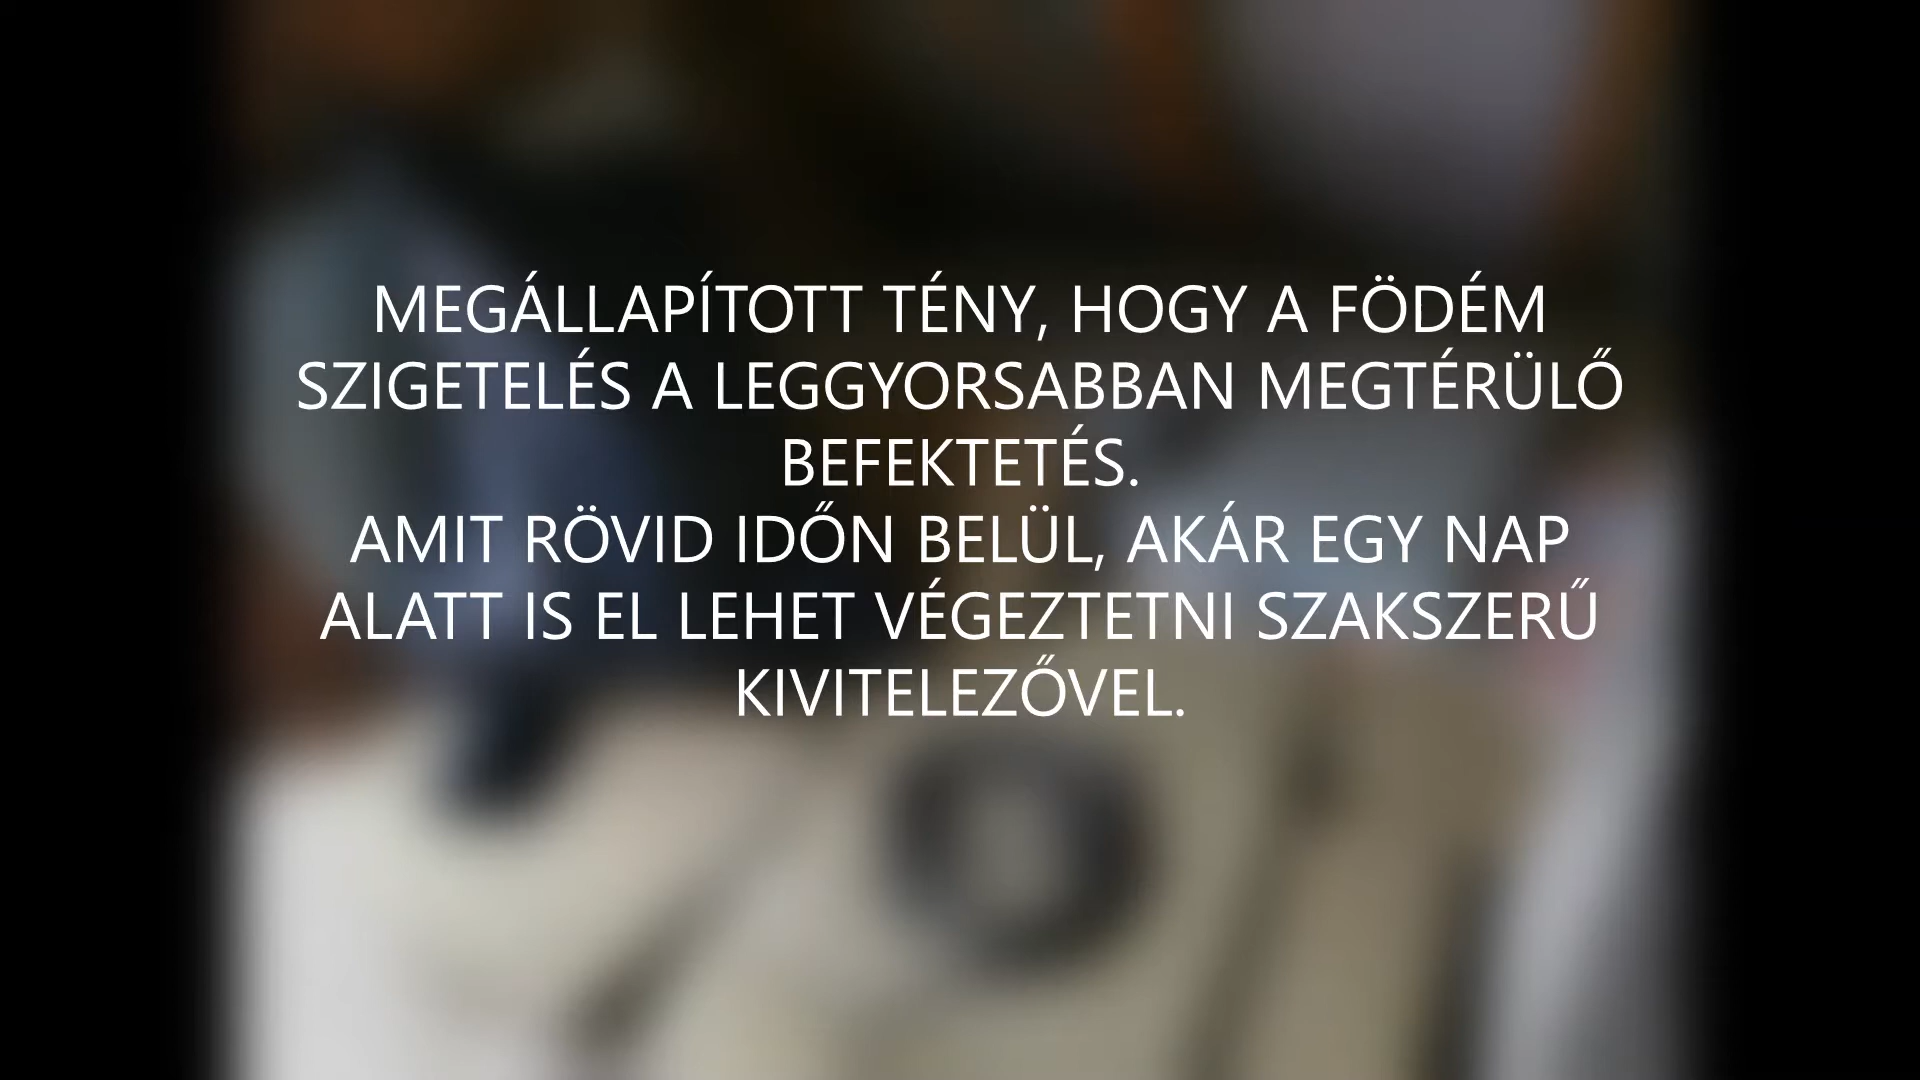 MEGÁLLAPÍTOTT TÉNY, HOGY A FÖDÉM
SZIGETELÉS A LEGGYORSABBAN MEGTÉRÜLŐ
BEFEKTETÉS.
AMIT RÖVID IDŐN BELÜL, AKÁR EGY NAP
ALATT IS EL LEHET VÉGEZTETNI SZAKSZERŰ
KIVITELEZŐVEL.